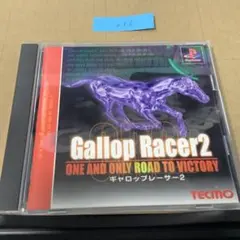 Gallop Racer2
ONE AND ONLY ROAD TO VICTORY
ギャロップレーサー2
TECMO